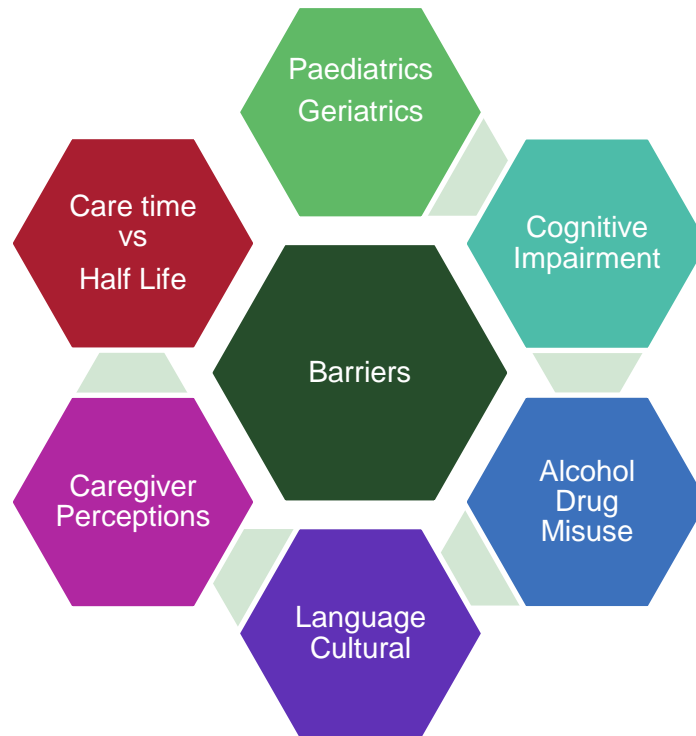 Paediatrics
Geriatrics
Cognitive
Impairment
Alcohol
Drug
Misuse
Language
Cultural
Caregiver
Perceptions
Care time
vs
Half Life
Barriers